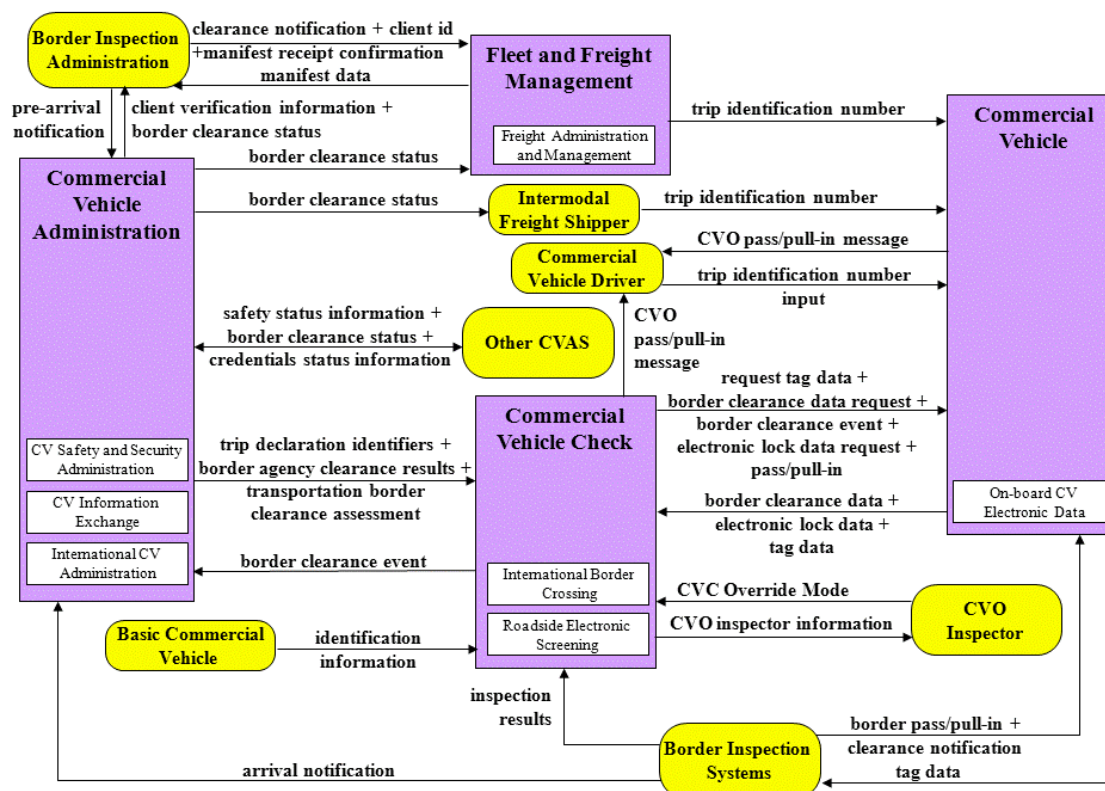 Border Inspection
Administration
clearance notification + client id
+manifest receipt confirmation
manifest data
Fleet and Freight
Management
Freight Administration
and Management
trip identification number
Commercial
Vehicle
pre-arrival
notification
client verification information +
border clearance status
border clearance status
Commercial
Vehicle
Administration
border clearance status
Intermodal
Freight Shipper
trip identification number
CVO pass/pull-in message
Commercial
Vehicle Driver
trip identification number
input
safety status information +
border clearance status +
credentials status information
Other CVAS
CVO
pass/pull-in
message
request tag data +
border clearance data request +
border clearance event +
electronic lock data request +
pass/pull-in
Commercial
Vehicle Check
CV Safety and Security
Administration
CV Information
Exchange
International CV
Administration
trip declaration identifiers +
border agency clearance results +
transportation border
clearance assessment
border clearance data +
electronic lock data +
tag data
On-board CV
Electronic Data
border clearance event
International Border
Crossing
Roadside Electronic
Screening
CVC Override Mode
CVO inspector information
CVO
Inspector
Basic Commercial
Vehicle
identification
information
inspection
results
Border Inspection
Systems
border pass/pull-in +
clearance notification
tag data
arrival notification